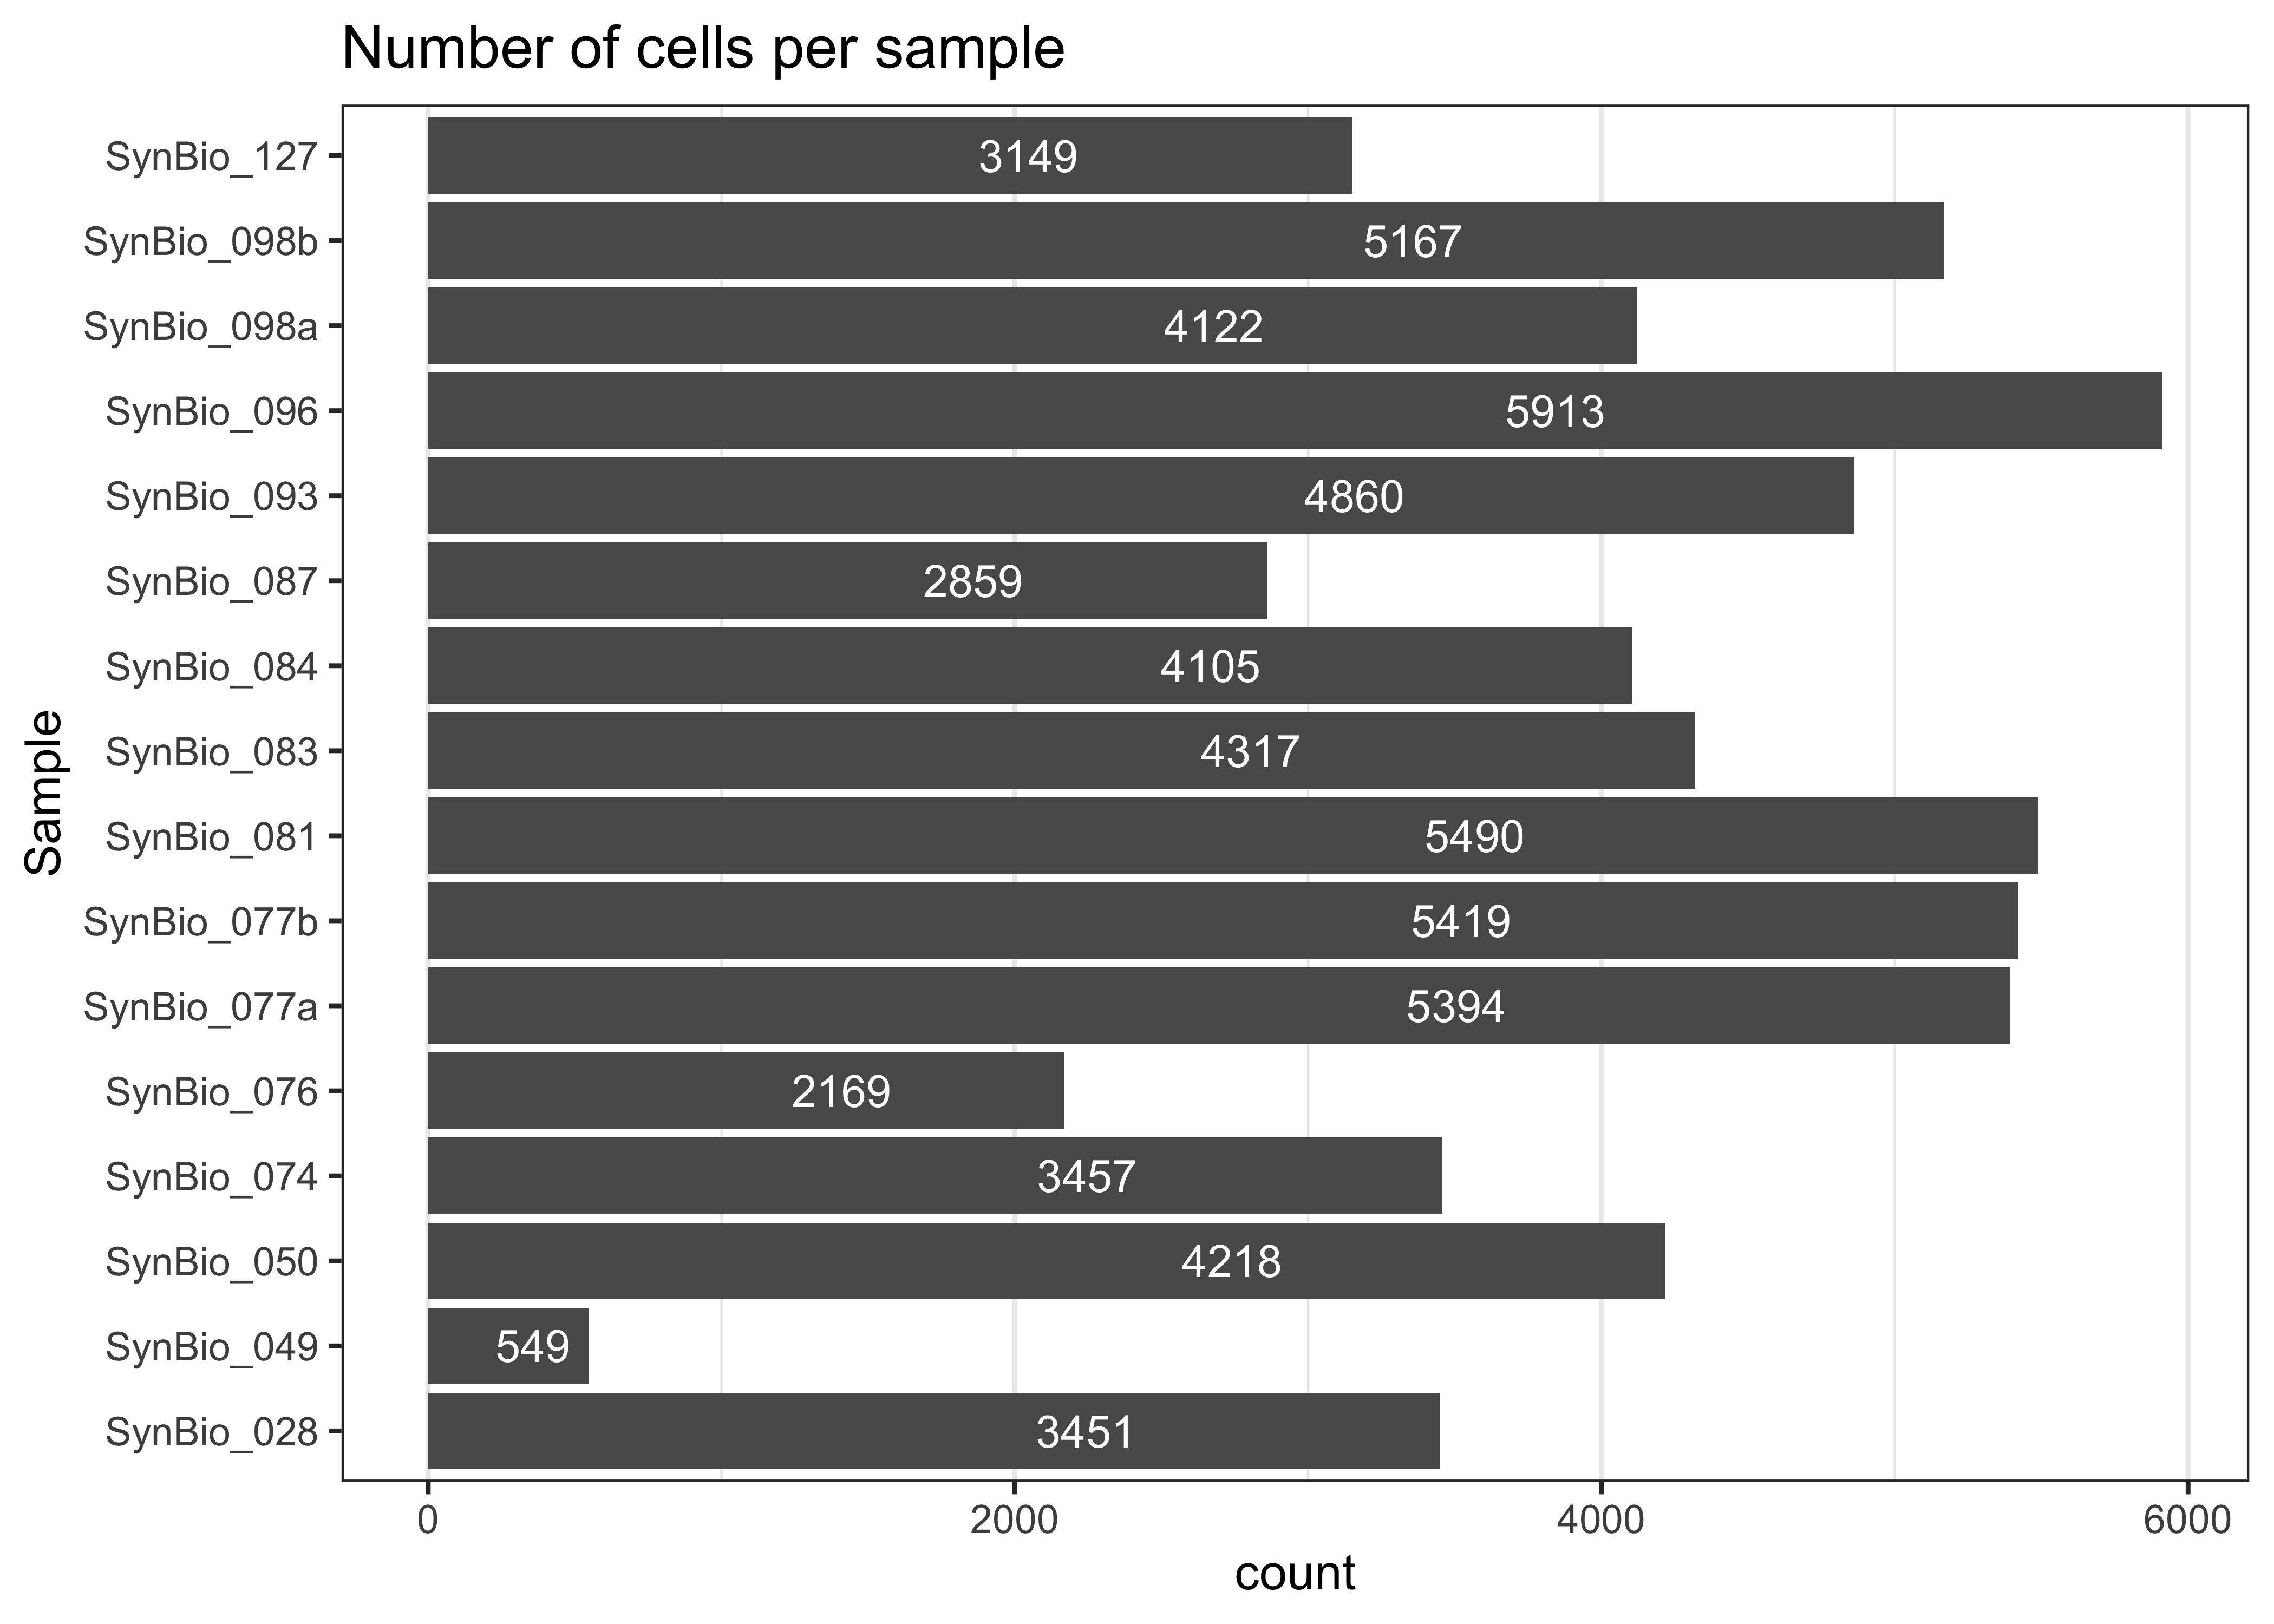 Number of cells per sample
SynBio_127 3149
SynBio_098b 5167
SynBio_098a 4122
SynBio_096 5913
SynBio_093 4860
SynBio_087 2859
SynBio_084 4105
SynBio_083 4317
SynBio_081 5490
SynBio_077b 5419
SynBio_077a 5394
SynBio_076 2169
SynBio_074 3457
SynBio_050 4218
SynBio_049 549
SynBio_028 3451
Sample
0 2000 4000 6000
count